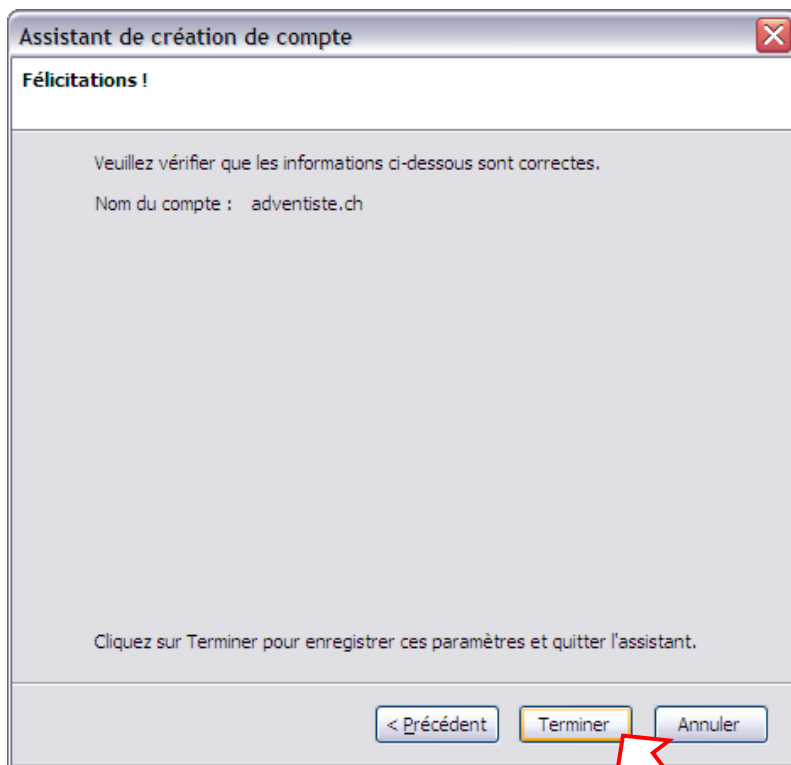 Assistant de création de compte
Félicitations !
Veuillez vérifier que les informations ci-dessous sont correctes.
Nom du compte : adventiste.ch
Cliquez sur Terminer pour enregistrer ces paramètres et quitter l'assistant.
< Précédent Terminer Annuler